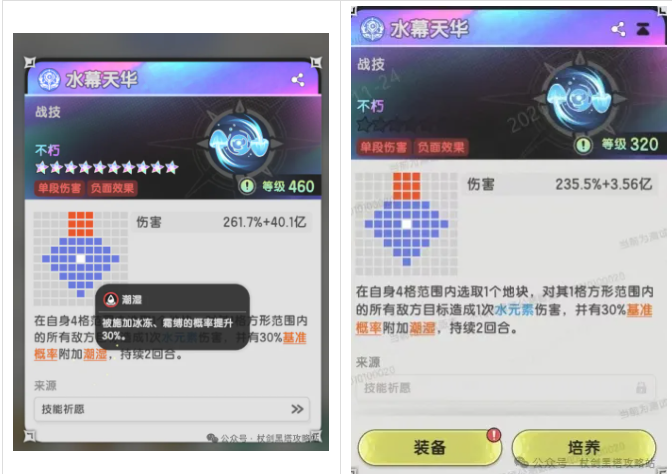 水幕天华
战技
不朽
单段伤害 负面效果
等级 460
伤害 261.7%+40.1亿
潮湿
被施加冰冻、霜缚的概率提升
30%。
在自身4格范
方形范围内
的所有敌方目标造成1次水元素伤害，并有30%基准
概率附加潮湿，持续2回合。
来源
技能祈愿
公众号·杖剑黑塔攻略站
水幕天华
战技
不朽
单段伤害 负面效果
等级 320
伤害 235.5%+3.56亿
在自身4格范围内选取1个地块，对其1格方形范围内
的所有敌方目标造成1次水元素伤害，并有30%基准
概率附加潮湿，持续2回合。
来源
技能祈愿
装备
培养
公众号·杖剑黑塔攻略站